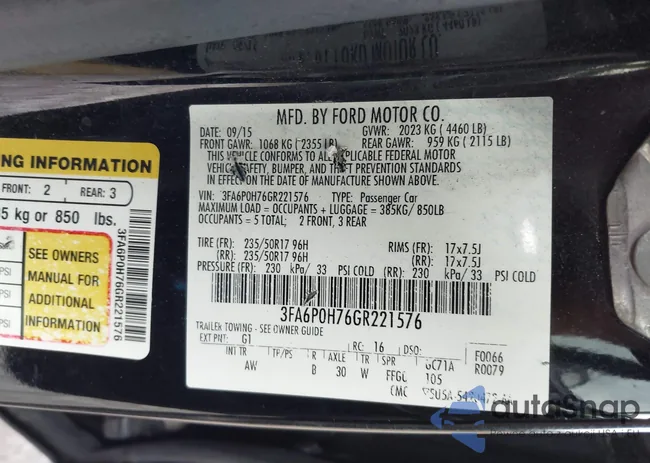 MFD. BY FORD MOTOR CO.
DATE: 09/15 GVWR: 2023 KG ( 4460 LB)
FRONT GAWR: 1068 KG ( 2355 REAR GAWR: 959 KG ( 2115 LB)
THIS VEHICLE CONFORMS TO ALL APPLICABLE FEDERAL MOTOR
VEHICLE SAFETY, BUMPER, AND THEFT PREVENTION STANDARDS
IN EFFECT ON THE DATE OF MANUFACTURE SHOWN ABOVE.
VIN: 3FA6P0H76GR221576 TYPE: Passenger Car
MAXIMUM LOAD = OCCUPANTS + LUGGAGE = 385KG/ 850LB
OCCUPANTS = 5 TOTAL; 2 FRONT, 3 REAR
TIRE (FR): 235/50R17 96H RIMS (FR): 17x7.5J
(RR): 235/50R17 96H (RR): 17x7.5J
PRESSURE (FR): 230 kPa/ 33 PSI COLD (RR): 230 kPa/ 33 PSI COLD
3FA6P0H76GR221576
TRAILER TOWING - SEE OWNER GUIDE
EXT PNT: G1 RC: 16 DSO: F0066
INT TR TP/PS R AXLE TR SPR GC71A R0079
AW B 30 W FFGC 105
CMC
ING INFORMATION
FRONT: 2 REAR: 3
5 kg or 850 lbs.
SEE OWNERS
MANUAL FOR
ADDITIONAL
INFORMATION
PSI
PSI
PSI
3FA6P0H76GR221576
autoSnap